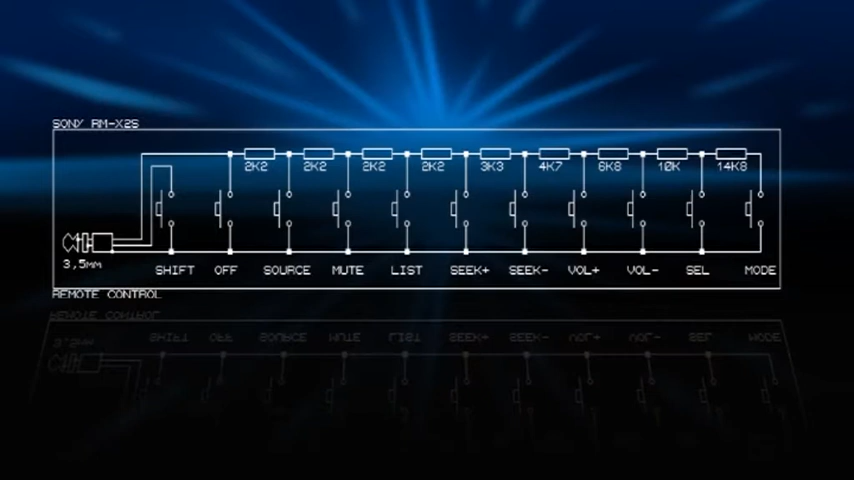 SONY RM-X2S
2K2 2K2 2K2 2K2 3K3 4K7 6K8 10K 14K8
3,5мм
SHIFT OFF SOURCE MUTE LIST SEEK+ SEEK- VOL+ VOL- SEL MODE
REMOTE CONTROL